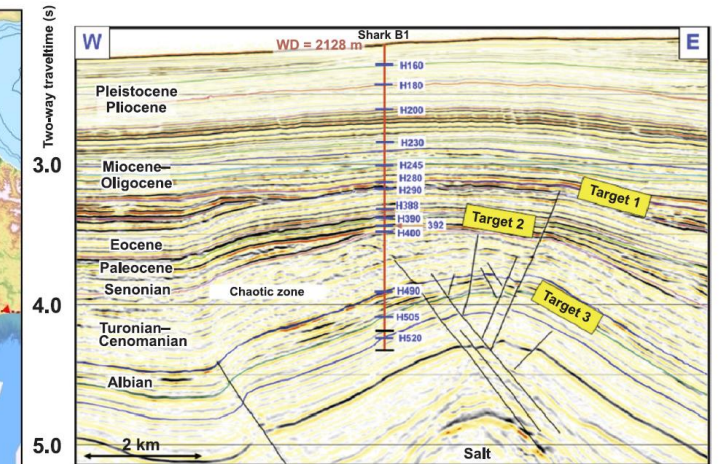 Two-way traveltime (s)
W
Shark B1
WD = 2128 m
E
H160
H180
Pleistocene
Pliocene
H200
H230
3.0
Miocene–
Oligocene
H245
H280
H290
Target 1
H388
H390
392
H400
Target 2
Eocene
Paleocene
Senonian
Chaotic zone
H490
4.0
Target 3
H505
Turonian–
Cenomanian
H520
Albian
5.0
2 km
Salt